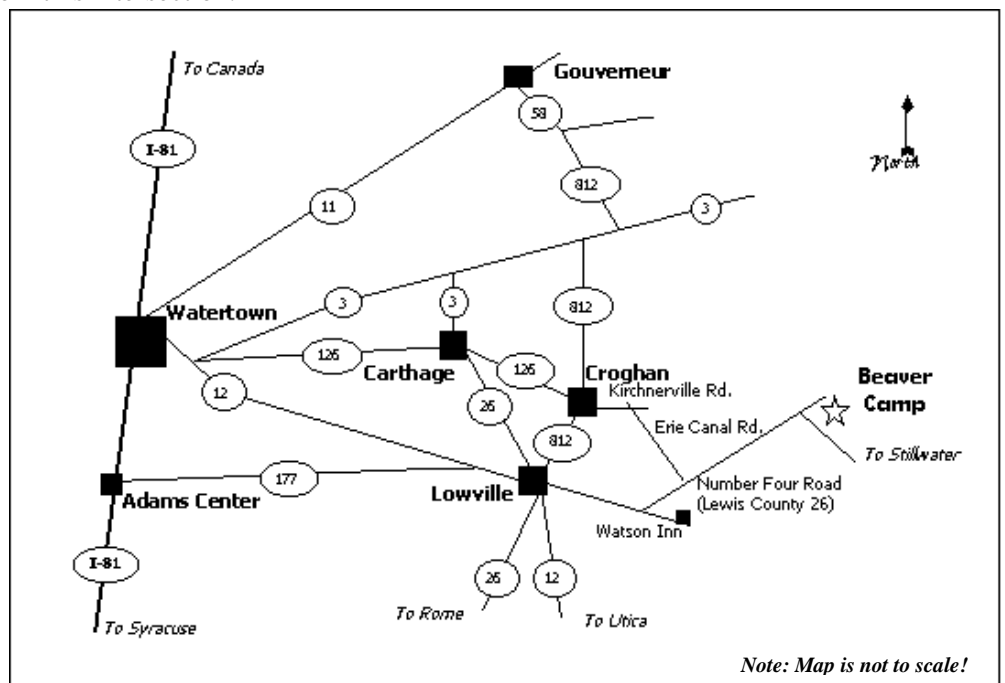 To Canada
Gouverneur
58
I-81
North
812
11
3
3
3
812
Watertown
126
Carthage
126
Croghan
Beaver
Camp
Kirchnerville Rd.
12
26
Erie Canal Rd.
812
To Stillwater
177
Lowville
Number Four Road
(Lewis County 26)
Adams Center
Watson Inn
I-81
26
12
To Rome
To Utica
To Syracuse
Note: Map is not to scale!